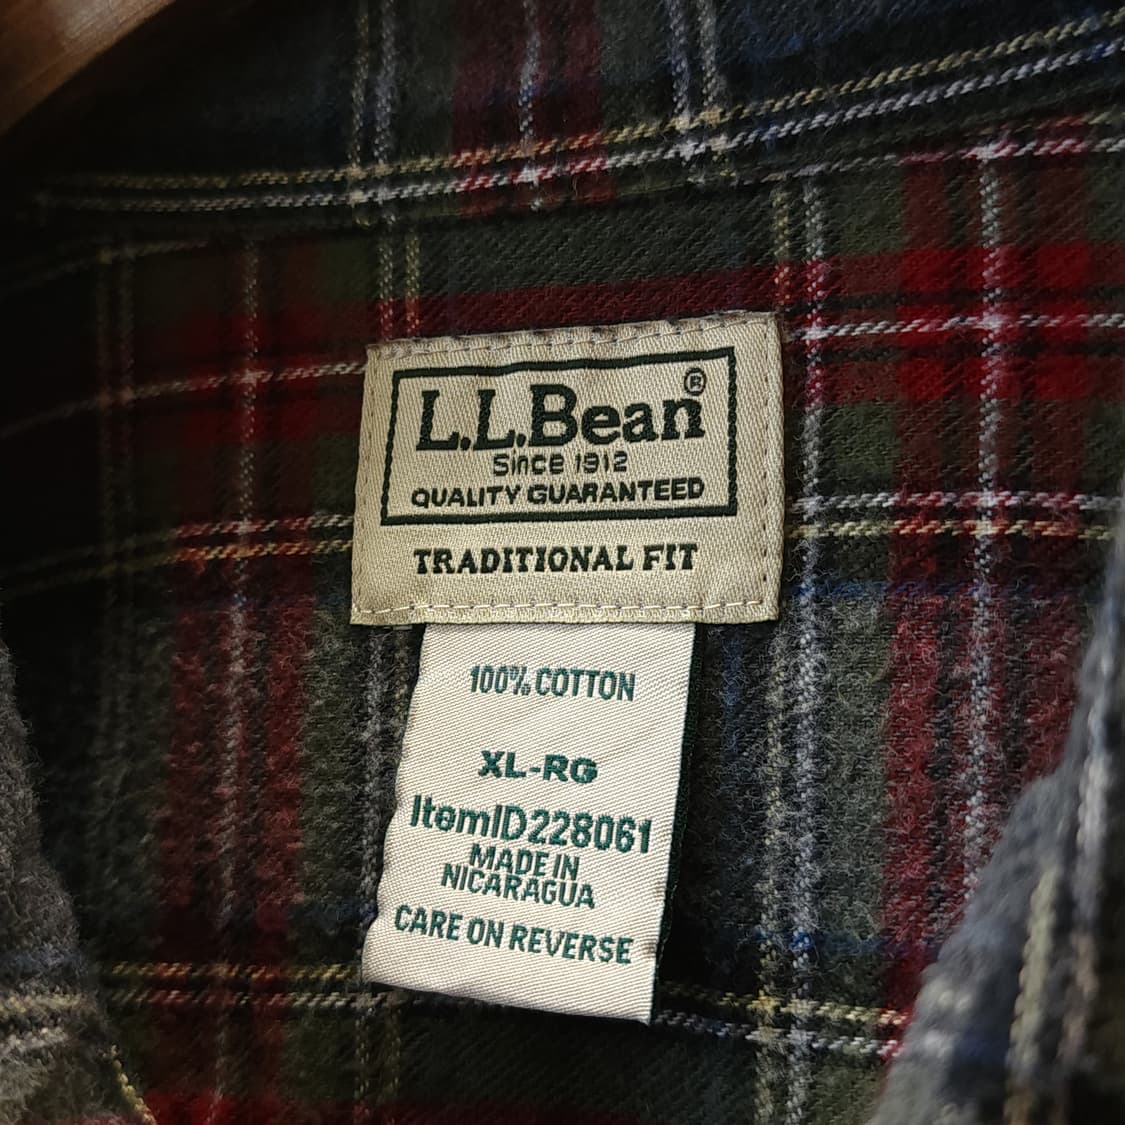 L.L.Bean®
Since 1912
QUALITY GUARANTEED
TRADITIONAL FIT
100% COTTON
XL-RG
ItemID228061
MADE IN
NICARAGUA
CARE ON REVERSE